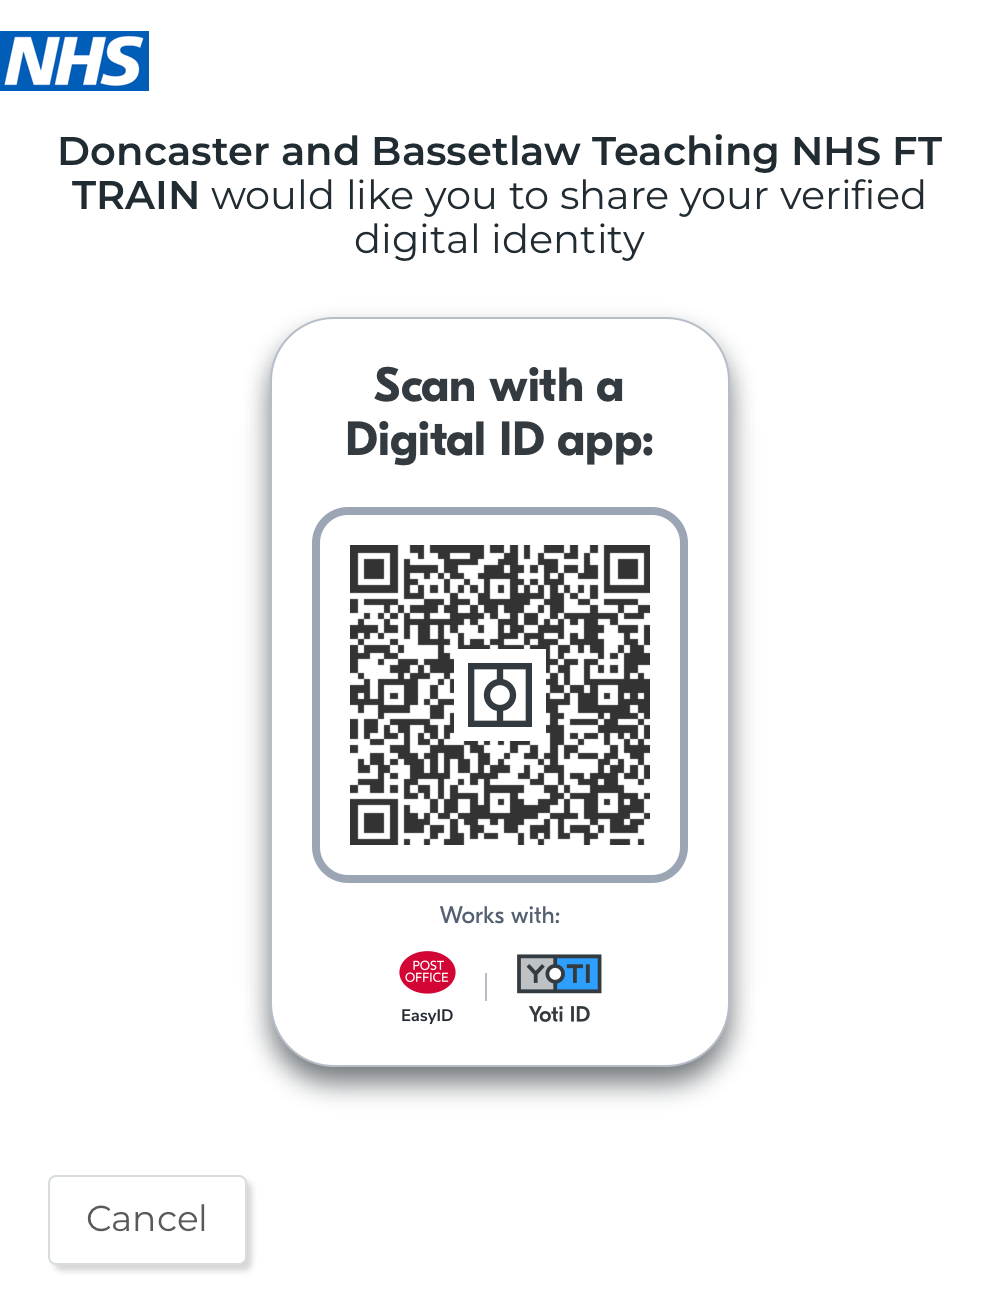 NHS
Doncaster and Bassetlaw Teaching NHS FT
TRAIN would like you to share your verified
digital identity
Scan with a
Digital ID app:
Works with:
POST
OFFICE
YOTI
EasyID
Yoti ID
Cancel